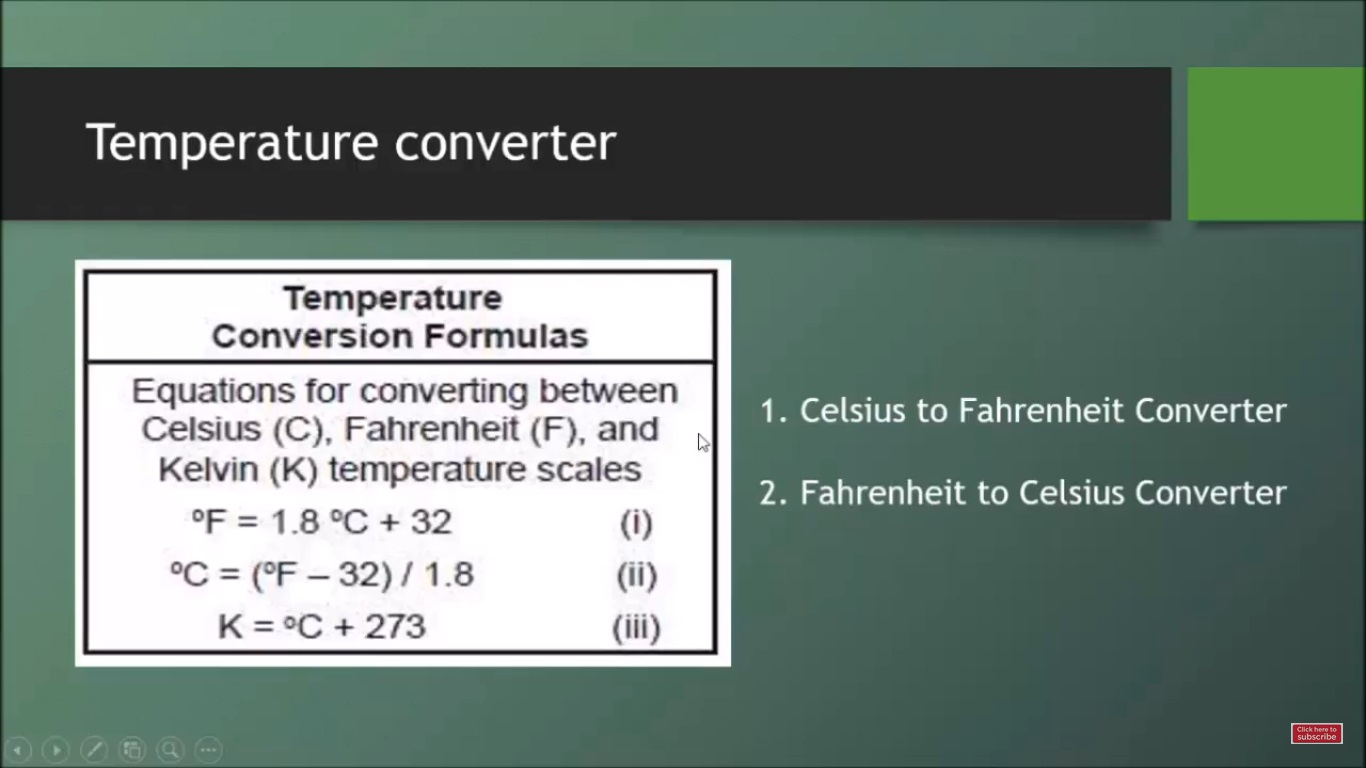 Temperature converter
Temperature
Conversion Formulas
Equations for converting between
Celsius (C), Fahrenheit (F), and
Kelvin (K) temperature scales
ºF = 1.8 ºC + 32 (i)
ºC = (ºF – 32) / 1.8 (ii)
K = ºC + 273 (iii)
1. Celsius to Fahrenheit Converter
2. Fahrenheit to Celsius Converter
Click here to
subscribe